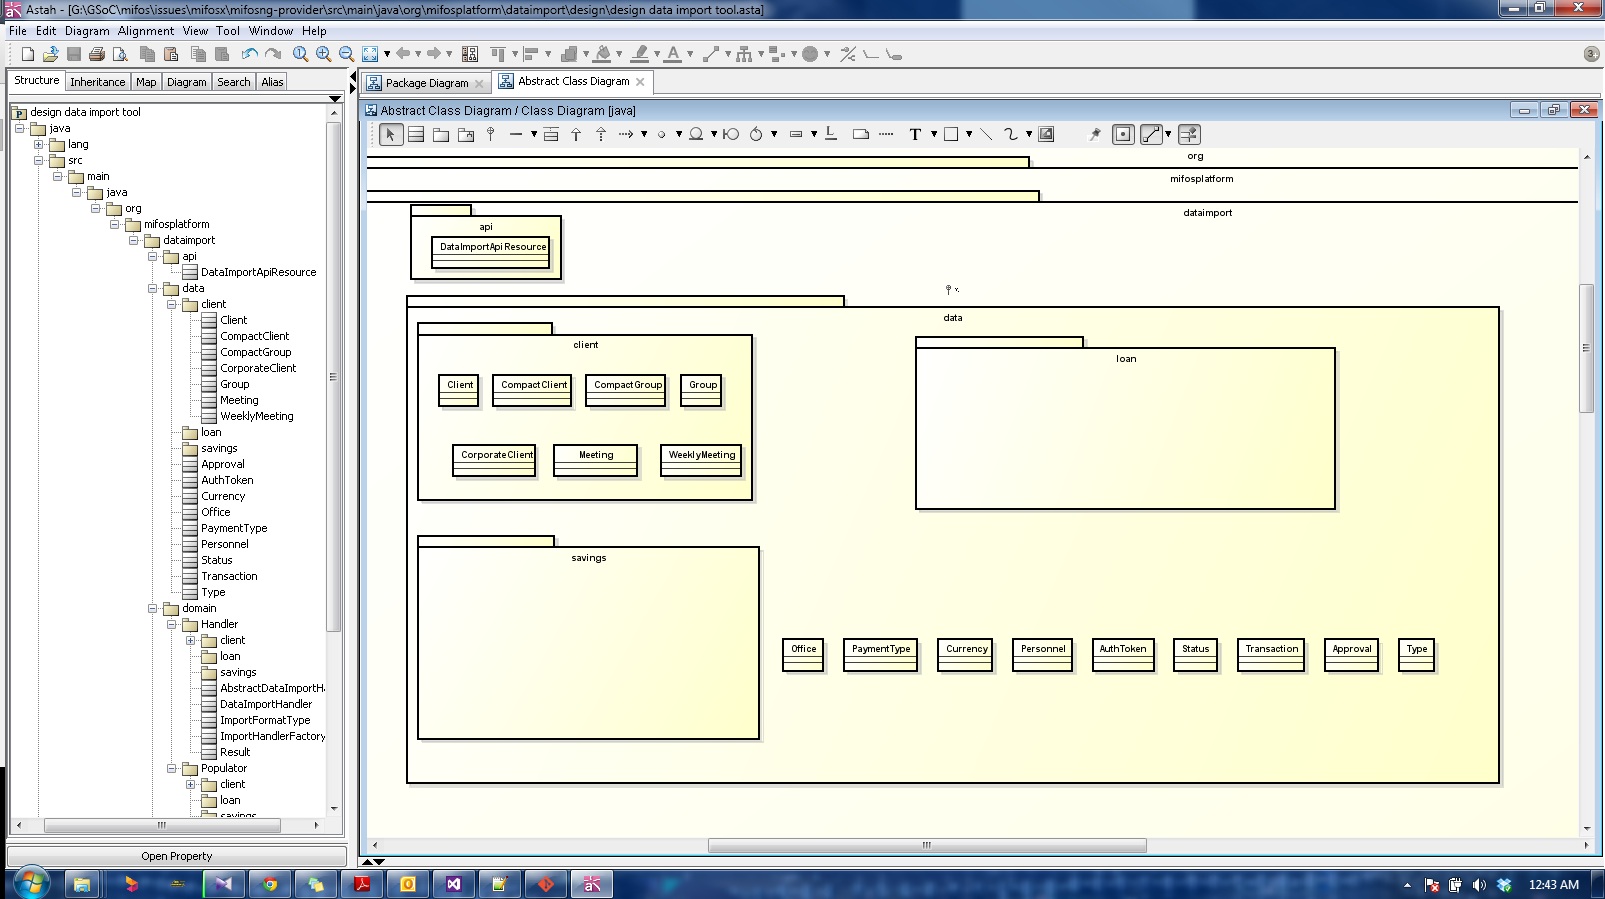 Astah - [G:\GSoC\mifos\issues\mifosx\mifosng-provider\src\main\java\org\mifosplatform\dataimport\design\design data import tool.asta]
File Edit Diagram Alignment View Tool Window Help
Structure Inheritance Map Diagram Search Alias
Package Diagram Abstract Class Diagram
Abstract Class Diagram / Class Diagram [java]
design data import tool
java
lang
src
main
java
org
mifosplatform
dataimport
api
DataImportApiResource
data
client
Client
CompactClient
CompactGroup
CorporateClient
Group
Meeting
WeeklyMeeting
loan
savings
Approval
AuthToken
Currency
Office
PaymentType
Personnel
Status
Transaction
Type
domain
Handler
client
loan
savings
AbstractDataImportH
DataImportHandler
ImportFormatType
ImportHandlerFactory
Result
Populator
client
loan
savings
Open Property
T
org
mifosplatform
dataimport
api
DataImportApiResource
data
client
Client CompactClient CompactGroup Group
CorporateClient Meeting WeeklyMeeting
loan
savings
Office PaymentType Currency Personnel AuthToken Status Transaction Approval Type
12:43 AM